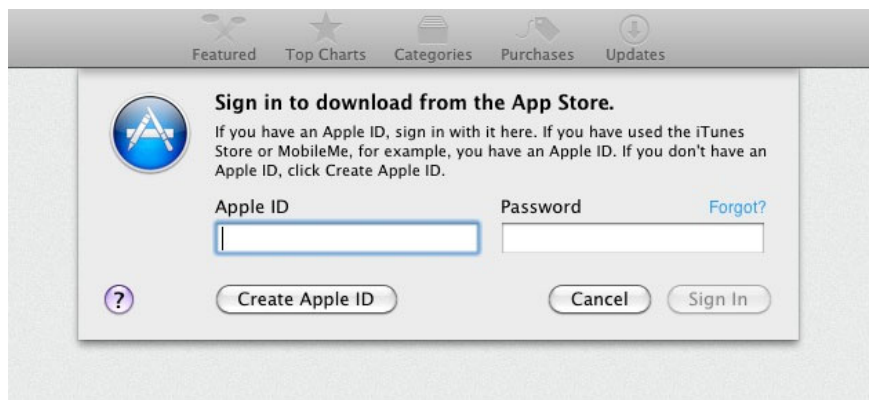 Featured Top Charts Categories Purchases Updates
Sign in to download from the App Store.
If you have an Apple ID, sign in with it here. If you have used the iTunes
Store or MobileMe, for example, you have an Apple ID. If you don't have an
Apple ID, click Create Apple ID.
Apple ID Password Forgot?
? Create Apple ID Cancel Sign In